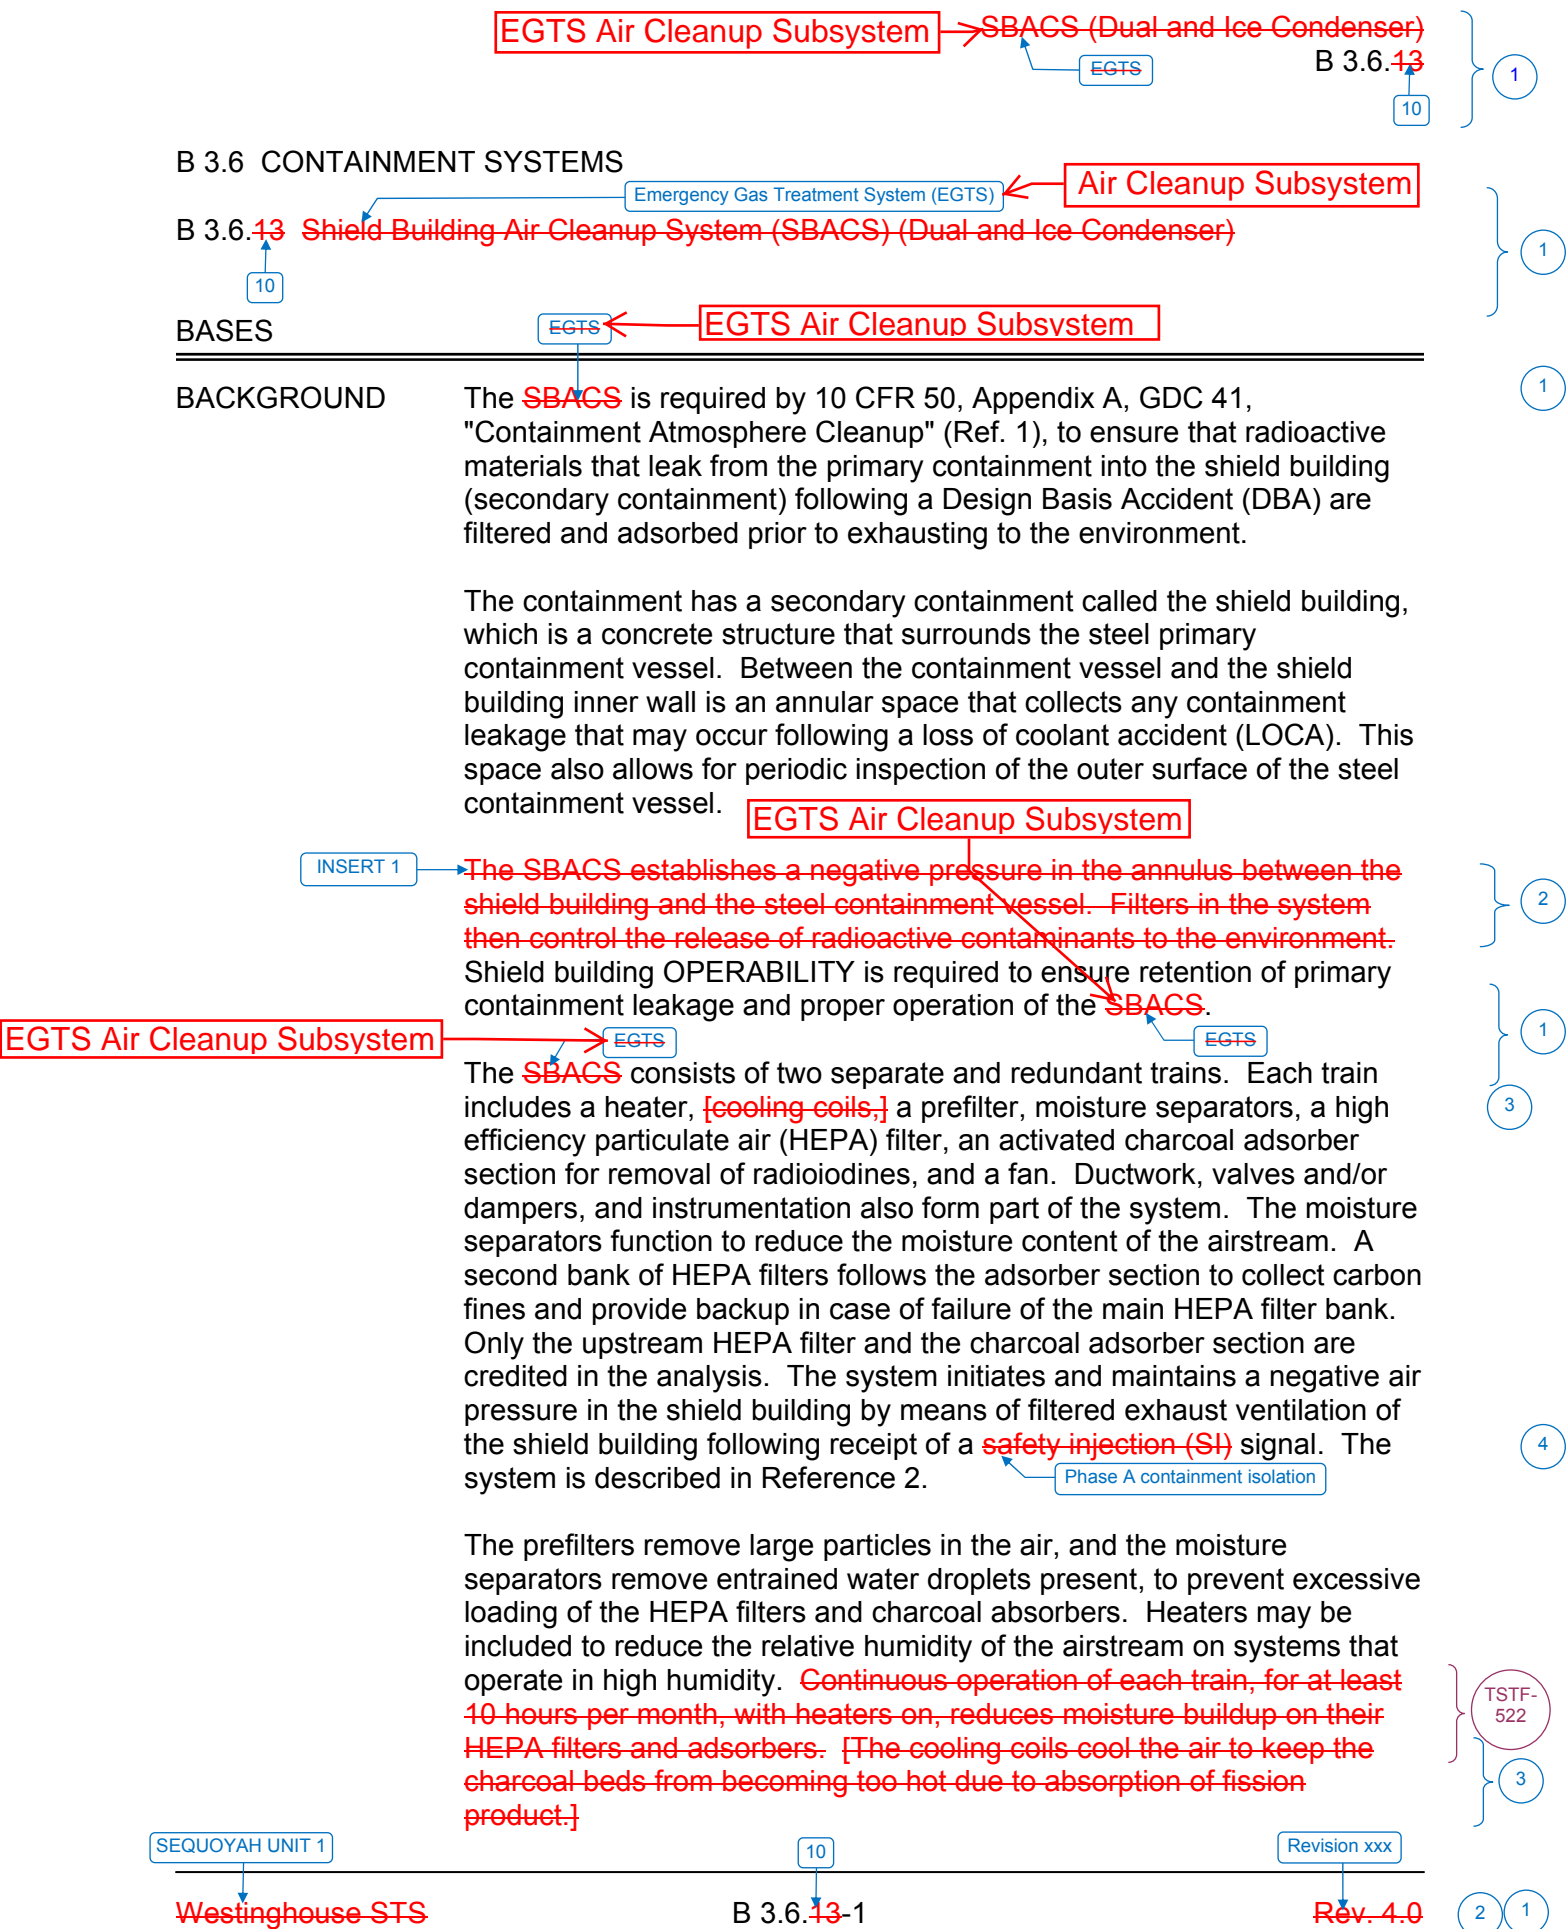 EGTS Air Cleanup Subsystem
SBACS (Dual and Ice Condenser)
EGTS
B 3.6.13
1
10
B 3.6 CONTAINMENT SYSTEMS
Emergency Gas Treatment System (EGTS)
Air Cleanup Subsystem
B 3.6.13 Shield Building Air Cleanup System (SBACS) (Dual and Ice Condenser)
1
10
BASES
EGTS
EGTS Air Cleanup Subsystem
BACKGROUND
The SBACS is required by 10 CFR 50, Appendix A, GDC 41,
1
"Containment Atmosphere Cleanup" (Ref. 1), to ensure that radioactive
materials that leak from the primary containment into the shield building
(secondary containment) following a Design Basis Accident (DBA) are
filtered and adsorbed prior to exhausting to the environment.
The containment has a secondary containment called the shield building,
which is a concrete structure that surrounds the steel primary
containment vessel. Between the containment vessel and the shield
building inner wall is an annular space that collects any containment
leakage that may occur following a loss of coolant accident (LOCA). This
space also allows for periodic inspection of the outer surface of the steel
containment vessel.
EGTS Air Cleanup Subsystem
INSERT 1
The SBACS establishes a negative pressure in the annulus between the
shield building and the steel containment vessel. Filters in the system
2
then control the release of radioactive contaminants to the environment.
Shield building OPERABILITY is required to ensure retention of primary
containment leakage and proper operation of the SBACS.
EGTS Air Cleanup Subsystem
EGTS
EGTS
1
The SBACS consists of two separate and redundant trains. Each train
includes a heater, [cooling coils,] a prefilter, moisture separators, a high
3
efficiency particulate air (HEPA) filter, an activated charcoal adsorber
section for removal of radioiodines, and a fan. Ductwork, valves and/or
dampers, and instrumentation also form part of the system. The moisture
separators function to reduce the moisture content of the airstream. A
second bank of HEPA filters follows the adsorber section to collect carbon
fines and provide backup in case of failure of the main HEPA filter bank.
Only the upstream HEPA filter and the charcoal adsorber section are
credited in the analysis. The system initiates and maintains a negative air
pressure in the shield building by means of filtered exhaust ventilation of
the shield building following receipt of a safety injection (SI) signal. The
4
system is described in Reference 2.
Phase A containment isolation
The prefilters remove large particles in the air, and the moisture
separators remove entrained water droplets present, to prevent excessive
loading of the HEPA filters and charcoal absorbers. Heaters may be
included to reduce the relative humidity of the airstream on systems that
operate in high humidity. Continuous operation of each train, for at least
10 hours per month, with heaters on, reduces moisture buildup on their
TSTF-
522
HEPA filters and adsorbers. [The cooling coils cool the air to keep the
charcoal beds from becoming too hot due to absorption of fission
3
product.]
SEQUOYAH UNIT 1
10
Revision xxx
Westinghouse STS
B 3.6.13-1
Rev. 4.0
2
1